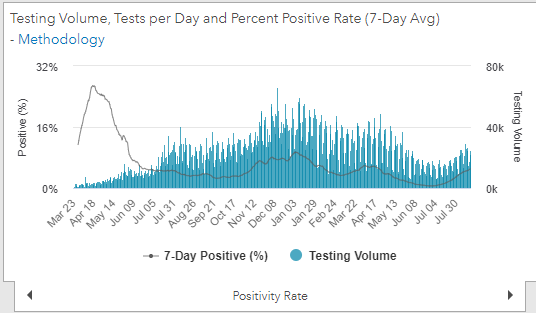 Testing Volume, Tests per Day and Percent Positive Rate (7-Day Avg)
- Methodology
32%
16%
0%
Positive (%)
80k
40k
0k
Testing Volume
Mar 23
Apr 18
May 14
Jun 09
Jul 05
Jul 31
Aug 26
Sep 21
Oct 17
Nov 12
Dec 08
Jan 03
Jan 29
Feb 24
Mar 22
Apr 17
May 13
Jun 08
Jul 04
Jul 30
7-Day Positive (%)
Testing Volume
Positivity Rate